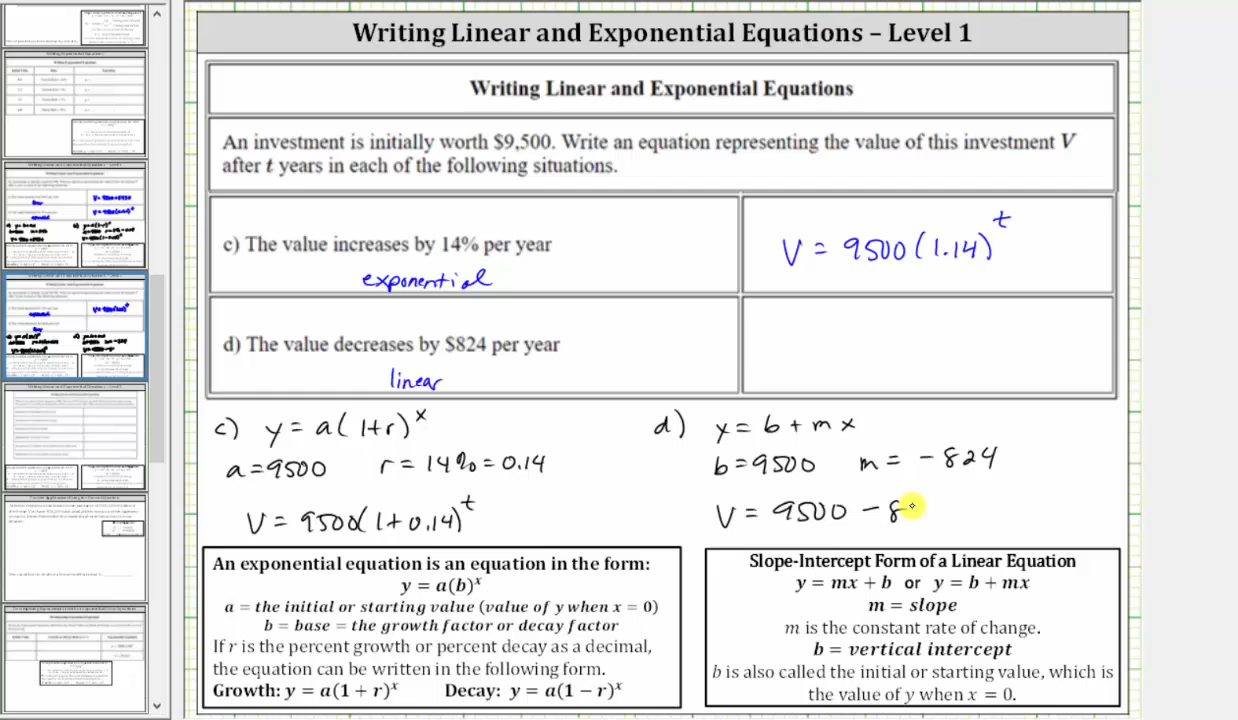 Writing Linear and Exponential Equations – Level 1
Writing Linear and Exponential Equations
An investment is initially worth $9,500. Write an equation representing the value of this investment V
after t years in each of the following situations.
c) The value increases by 14% per year
exponential
V = 9500(1.14)^t
d) The value decreases by $824 per year
linear
c) y = a(1+r)^x
a = 9500 r = 14% = 0.14
V = 9500(1+0.14)^t
d) y = b + mx
b = 9500 m = -824
V = 9500 - 8
An exponential equation is an equation in the form:
y = a(b)^x
a = the initial or starting value (value of y when x = 0)
b = base = the growth factor or decay factor
If r is the percent growth or percent decay as a decimal,
the equation can be written in the following form.
Growth: y = a(1 + r)^x Decay: y = a(1 − r)^x
Slope-Intercept Form of a Linear Equation
y = mx + b or y = b + mx
m = slope
m is the constant rate of change.
b = vertical intercept
b is also called the initial or starting value, which is
the value of y when x = 0.